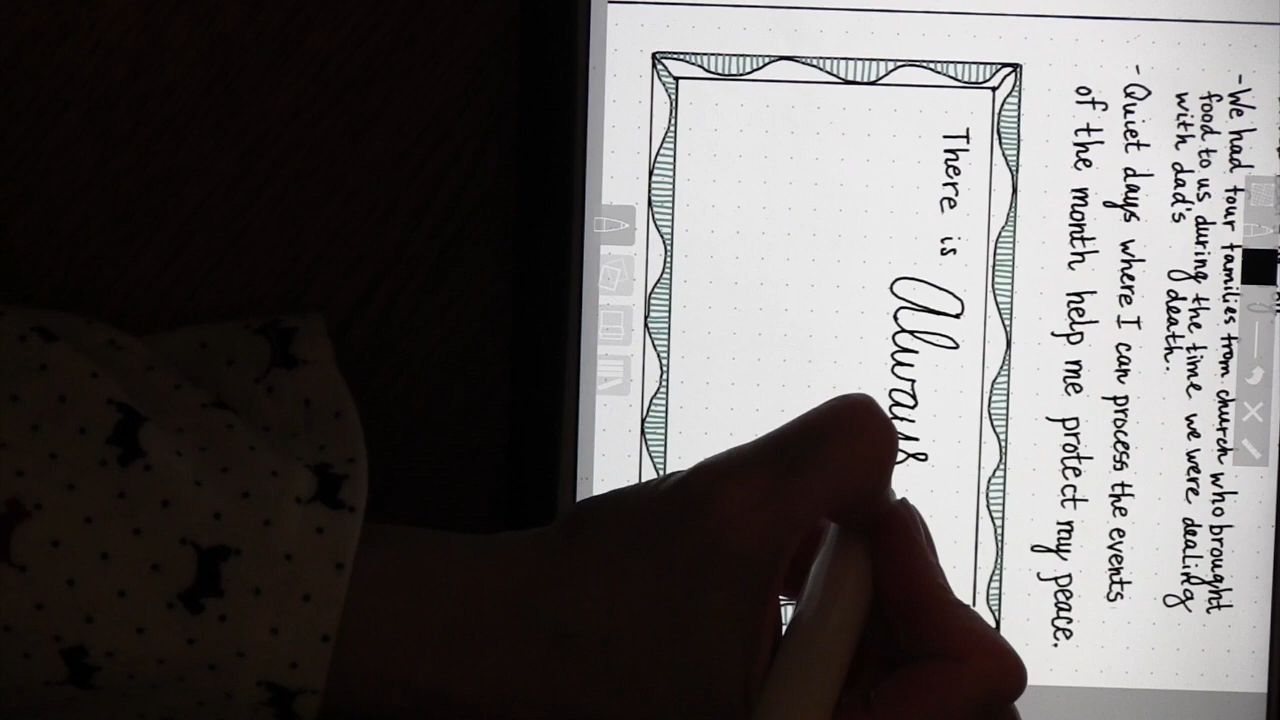 - We had four families from church who brought
food to us during the time we were dealing
with dad's death.
- Quiet days where I can process the events
of the month help me protect my peace.
There is Always